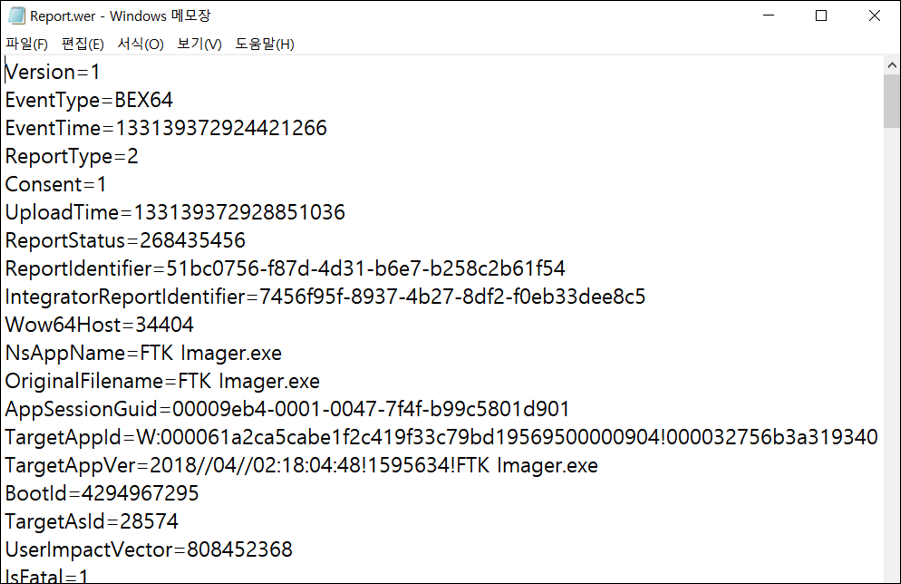 Report.wer - Windows 메모장
파일(F) 편집(E) 서식(O) 보기(V) 도움말(H)
Version=1
EventType=BEX64
EventTime=133139372924421266
ReportType=2
Consent=1
UploadTime=133139372928851036
ReportStatus=268435456
ReportIdentifier=51bc0756-f87d-4d31-b6e7-b258c2b61f54
IntegratorReportIdentifier=7456f95f-8937-4b27-8df2-f0eb33dee8c5
Wow64Host=34404
NsAppName=FTK Imager.exe
OriginalFilename=FTK Imager.exe
AppSessionGuid=00009eb4-0001-0047-7f4f-b99c5801d901
TargetAppId=W:000061a2ca5cabe1f2c419f33c79bd19569500000904!000032756b3a319340
TargetAppVer=2018//04//02:18:04:48!1595634!FTK Imager.exe
BootId=4294967295
TargetAsId=28574
UserImpactVector=808452368
IsFatal=1